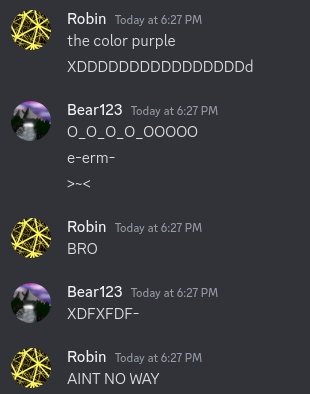 Robin Today at 6:27 PM
the color purple
XDDDDDDDDDDDDDDDDd
Bear123 Today at 6:27 PM
O_O_O_O_OOOOO
e-erm-
>~<
Robin Today at 6:27 PM
BRO
Bear123 Today at 6:27 PM
XDFXFDF-
Robin Today at 6:27 PM
AINT NO WAY